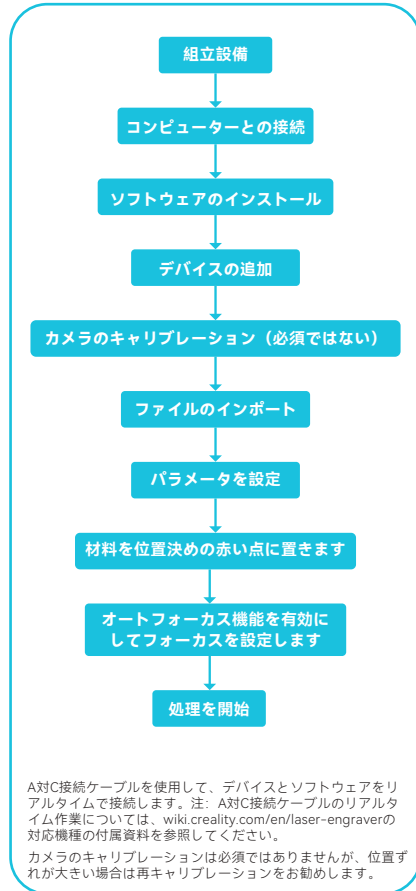 組立設備
コンピューターとの接続
ソフトウェアのインストール
デバイスの追加
カメラのキャリブレーション（必須ではない）
ファイルのインポート
パラメータを設定
材料を位置決めの赤い点に置きます
オートフォーカス機能を有効に
してフォーカスを設定します
処理を開始
A対C接続ケーブルを使用して、デバイスとソフトウェアをリ
アルタイムで接続します。注：A対C接続ケーブルのリアルタ
イム作業については、wiki.creality.com/en/laser-engraverの
対応機種の付属資料を参照してください。
カメラのキャリブレーションは必須ではありませんが、位置ず
れが大きい場合は再キャリブレーションをお勧めします。